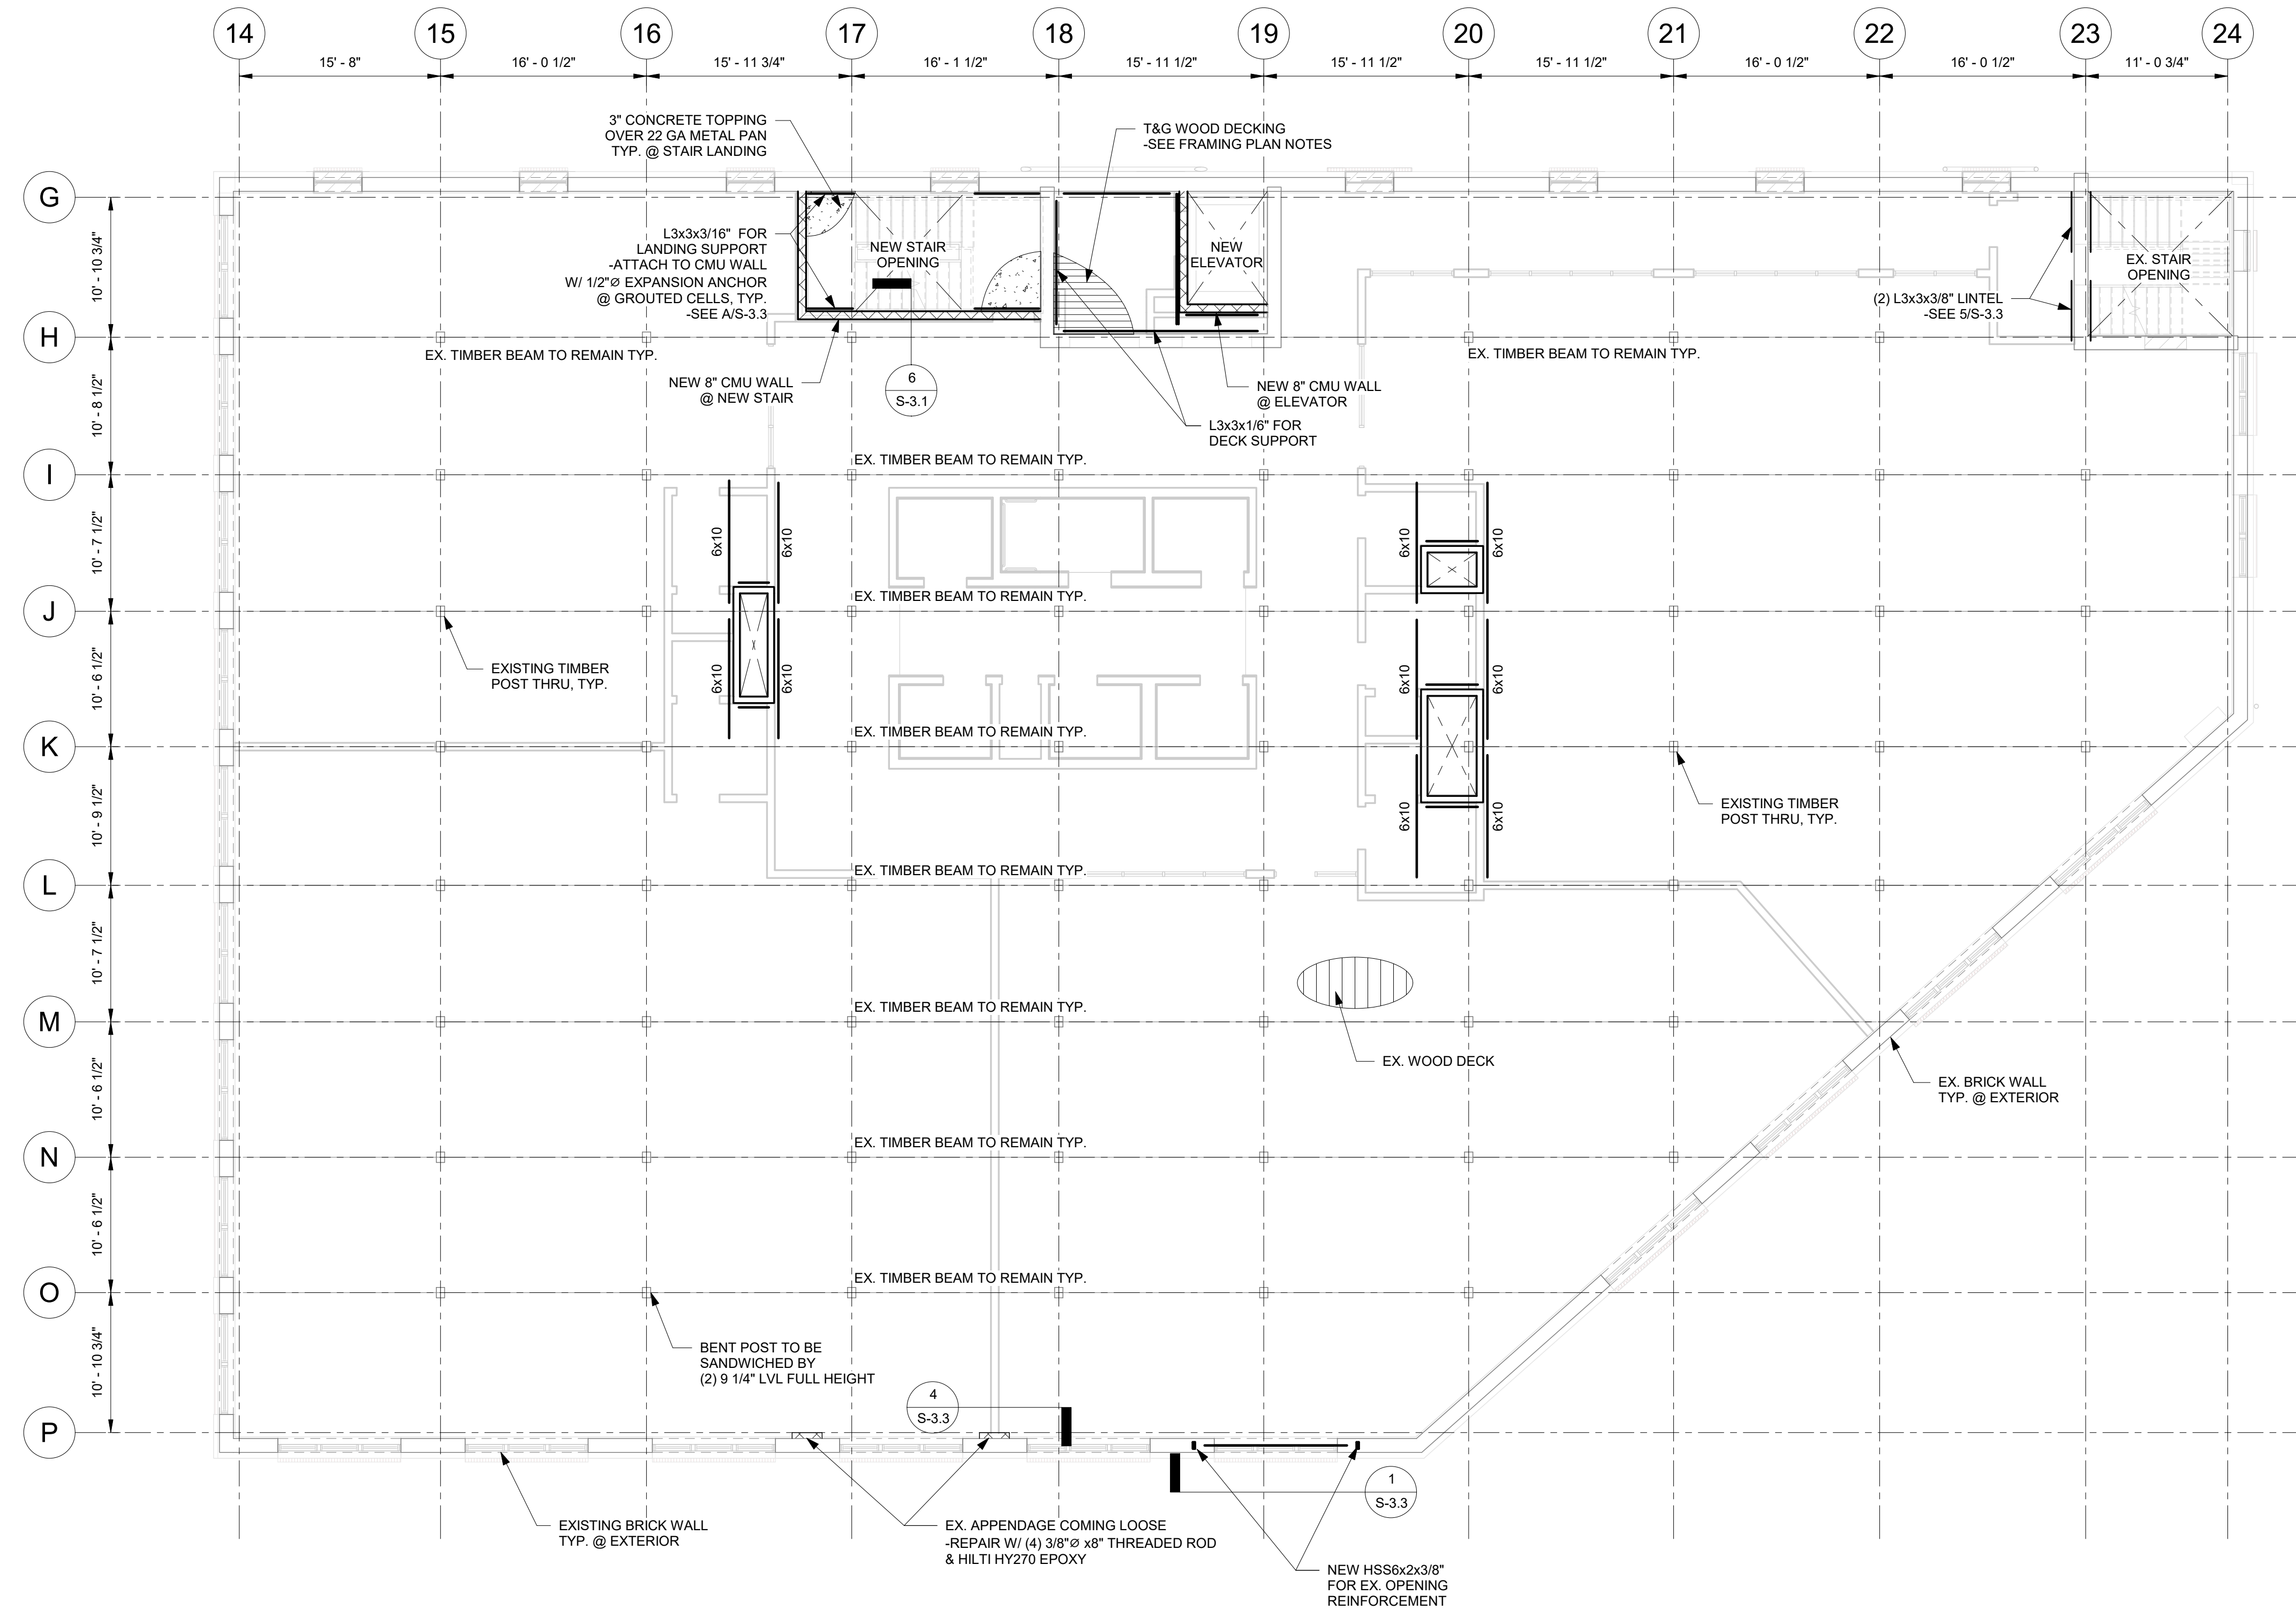 14 15 16 17 18 19 20 21 22 23 24
15' - 8" 16' - 0 1/2" 15' - 11 3/4" 16' - 1 1/2" 15' - 11 1/2" 15' - 11 1/2" 15' - 11 1/2" 16' - 0 1/2" 16' - 0 1/2" 11' - 0 3/4"
3" CONCRETE TOPPING
OVER 22 GA METAL PAN
TYP. @ STAIR LANDING
T&G WOOD DECKING
-SEE FRAMING PLAN NOTES
G
10' - 10 3/4"
L3x3x3/16" FOR
LANDING SUPPORT
-ATTACH TO CMU WALL
W/ 1/2"Ø EXPANSION ANCHOR
@ GROUTED CELLS, TYP.
-SEE A/S-3.3
NEW STAIR
OPENING
NEW
ELEVATOR
EX. STAIR
OPENING
(2) L3x3x3/8" LINTEL
-SEE 5/S-3.3
H
EX. TIMBER BEAM TO REMAIN TYP.
EX. TIMBER BEAM TO REMAIN TYP.
10' - 8 1/2"
NEW 8" CMU WALL
@ NEW STAIR
6
S-3.1
NEW 8" CMU WALL
@ ELEVATOR
L3x3x1/6" FOR
DECK SUPPORT
EX. TIMBER BEAM TO REMAIN TYP.
I
10' - 7 1/2"
6x10
6x10
6x10
6x10
EX. TIMBER BEAM TO REMAIN TYP.
J
10' - 6 1/2"
EXISTING TIMBER
POST THRU, TYP.
6x10
6x10
6x10
6x10
EX. TIMBER BEAM TO REMAIN TYP.
K
10' - 9 1/2"
6x10
6x10
EXISTING TIMBER
POST THRU, TYP.
EX. TIMBER BEAM TO REMAIN TYP.
L
10' - 7 1/2"
EX. TIMBER BEAM TO REMAIN TYP.
M
10' - 6 1/2"
EX. WOOD DECK
EX. BRICK WALL
TYP. @ EXTERIOR
EX. TIMBER BEAM TO REMAIN TYP.
N
10' - 6 1/2"
EX. TIMBER BEAM TO REMAIN TYP.
O
10' - 10 3/4"
BENT POST TO BE
SANDWICHED BY
(2) 9 1/4" LVL FULL HEIGHT
4
S-3.3
P
1
S-3.3
EXISTING BRICK WALL
TYP. @ EXTERIOR
EX. APPENDAGE COMING LOOSE
-REPAIR W/ (4) 3/8"Ø x8" THREADED ROD
& HILTI HY270 EPOXY
NEW HSS6x2x3/8"
FOR EX. OPENING
REINFORCEMENT